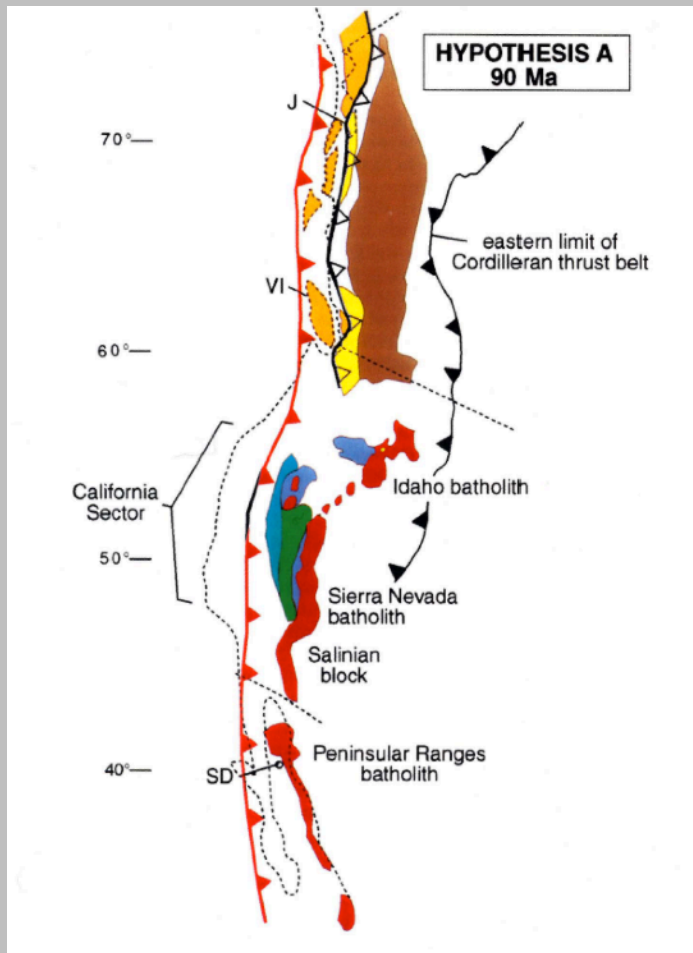 HYPOTHESIS A
90 Ma
J
70°
eastern limit of
Cordilleran thrust belt
VI
60°
California
Sector
Idaho batholith
50°
Sierra Nevada
batholith
Salinian
block
Peninsular Ranges
batholith
40°
SD